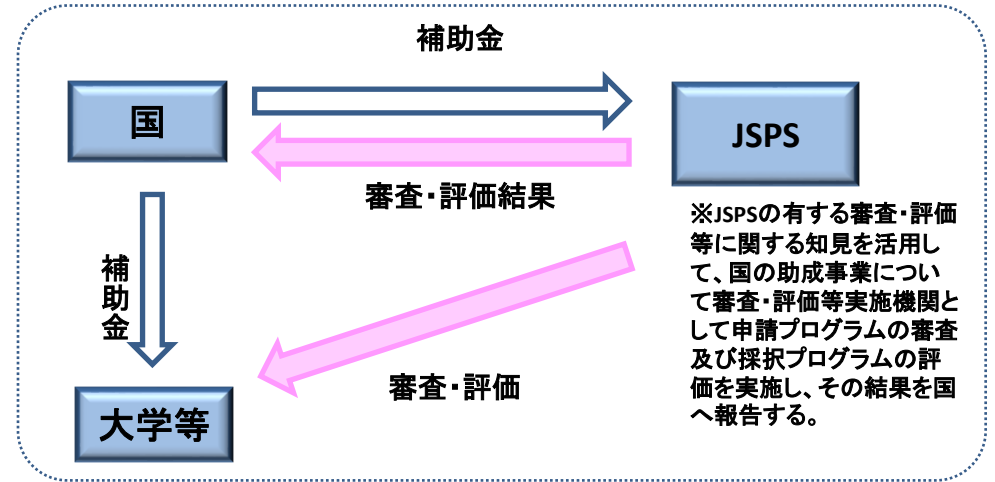 補助金
国
JSPS
審査・評価結果
補助金
※JSPSの有する審査・評価
等に関する知見を活用し
て、国の助成事業につい
て審査・評価等実施機関と
して申請プログラムの審査
及び採択プログラムの評
価を実施し、その結果を国
へ報告する。
審査・評価
大学等